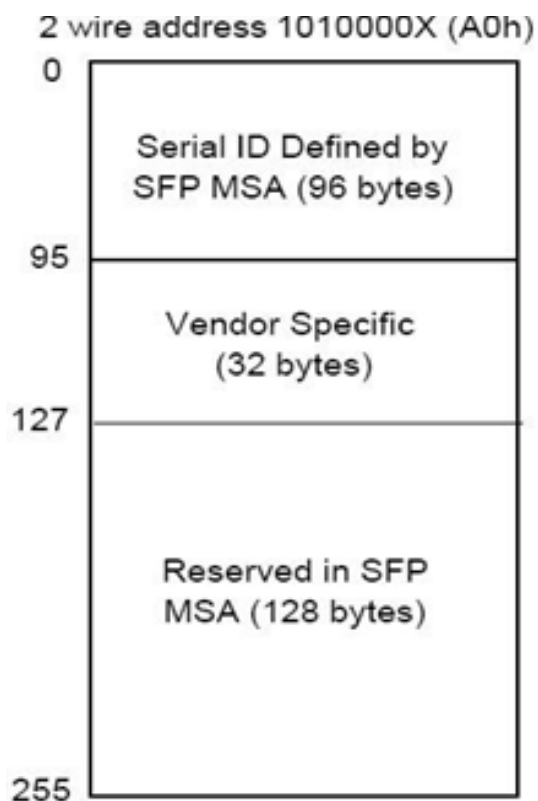 2 wire address 1010000X (A0h)
0
Serial ID Defined by
SFP MSA (96 bytes)
95
Vendor Specific
(32 bytes)
127
Reserved in SFP
MSA (128 bytes)
255